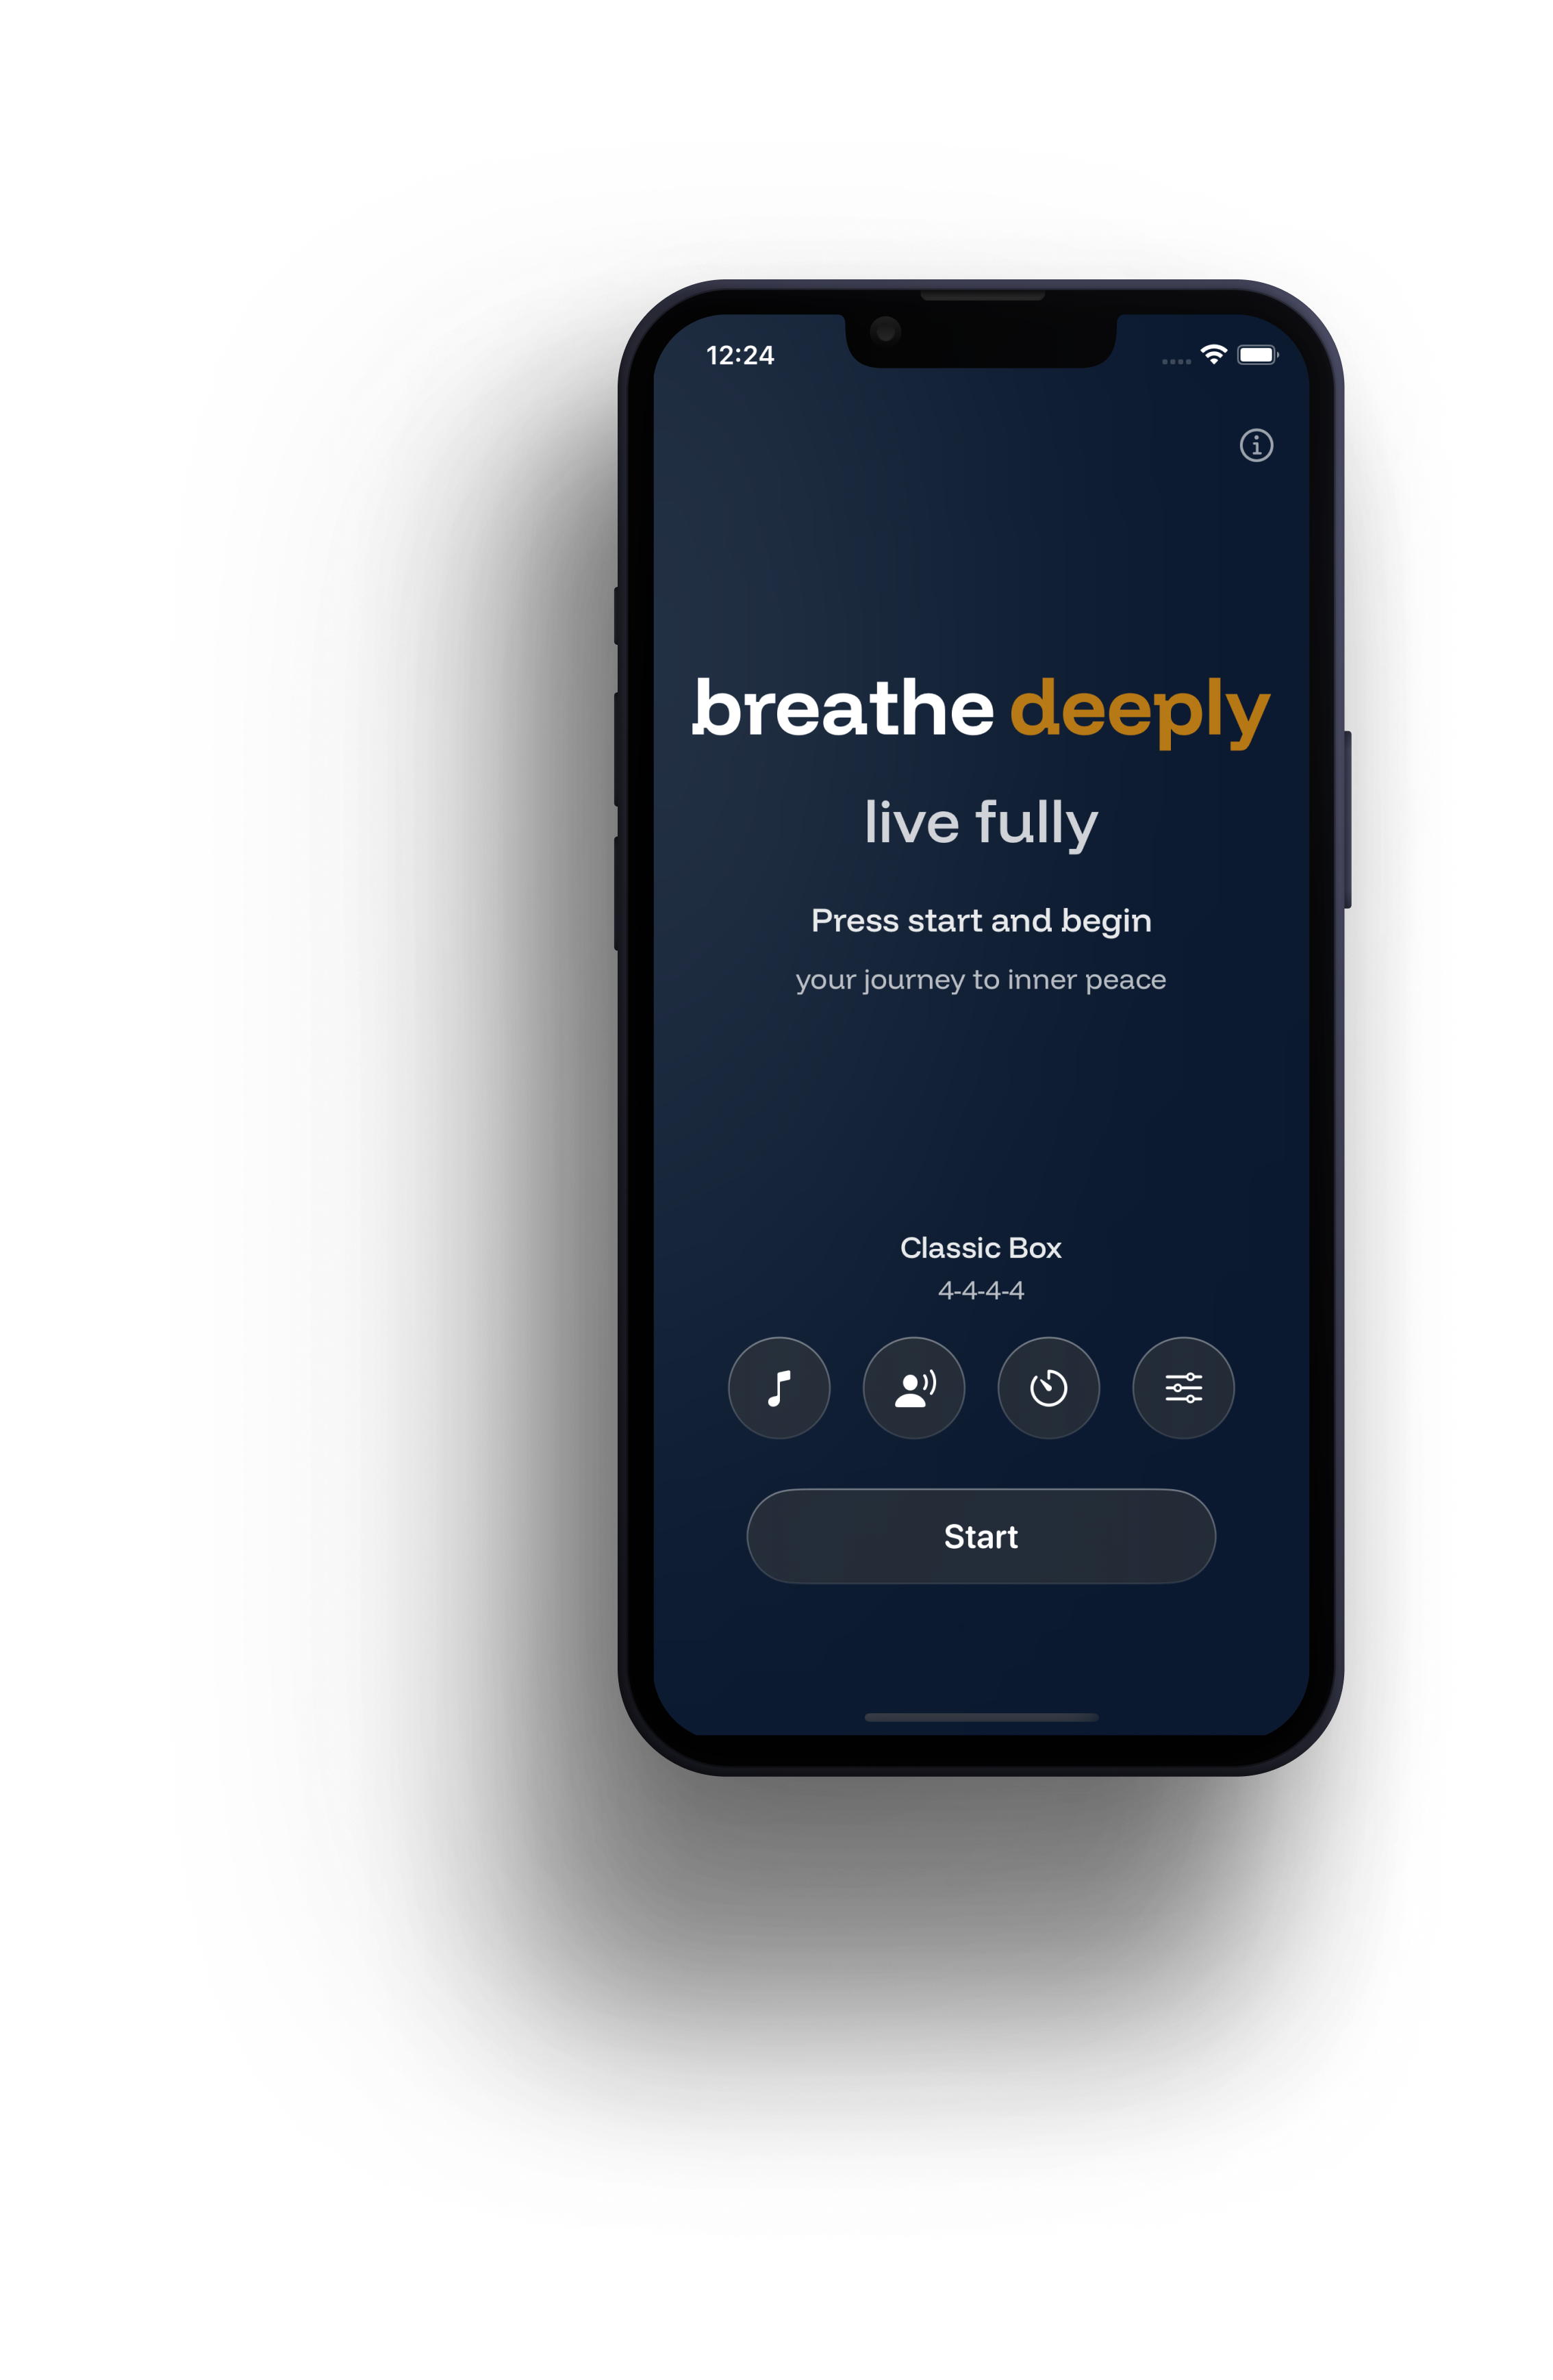 12:24
breathe deeply
live fully
Press start and begin
your journey to inner peace
Classic Box
4-4-4-4
Start